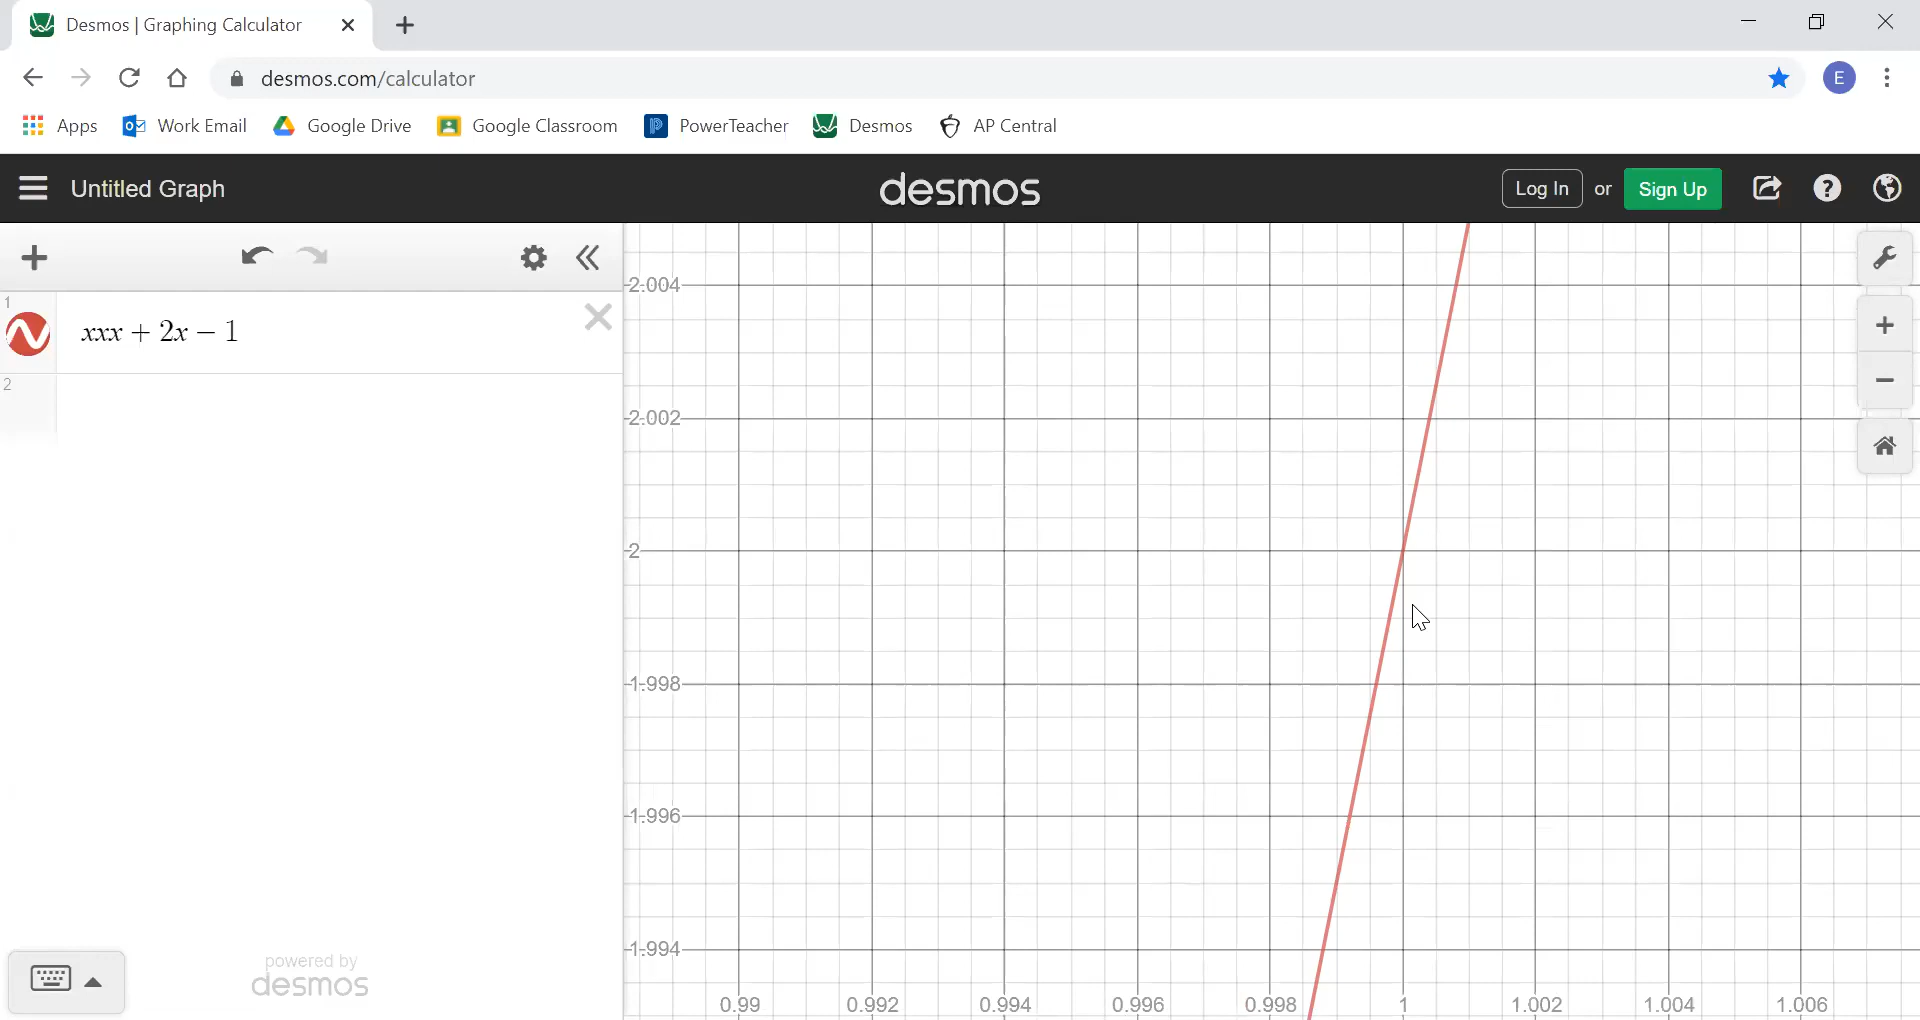 Desmos | Graphing Calculator
desmos.com/calculator
E
Apps Work Email Google Drive Google Classroom PowerTeacher Desmos AP Central
Untitled Graph desmos Log In or Sign Up
1
xxx + 2x − 1
2
powered by
desmos
2.004
2.002
2
1.998
1.996
1.994
0.99 0.992 0.994 0.996 0.998 1 1.002 1.004 1.006